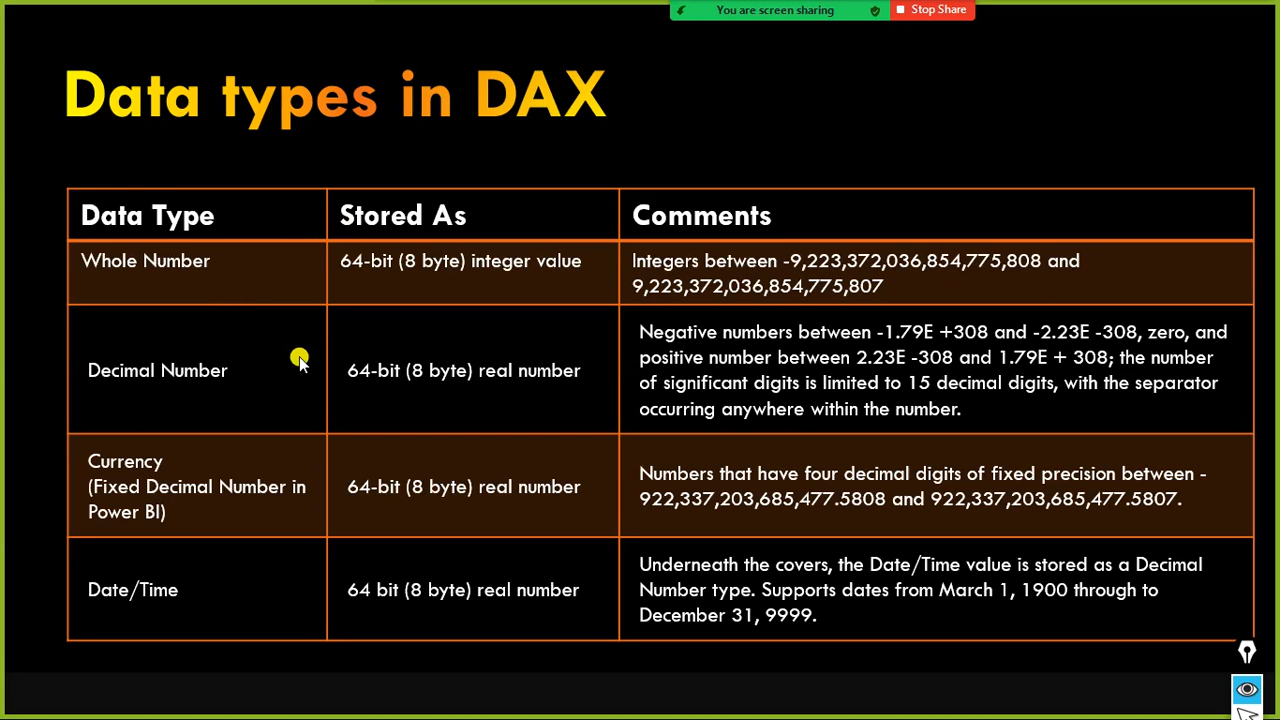 You are screen sharing
Stop Share
Data types in DAX
Data Type
Stored As
Comments
Whole Number
64-bit (8 byte) integer value
Integers between -9,223,372,036,854,775,808 and
9,223,372,036,854,775,807
Decimal Number
64-bit (8 byte) real number
Negative numbers between -1.79E +308 and -2.23E -308, zero, and
positive number between 2.23E -308 and 1.79E + 308; the number
of significant digits is limited to 15 decimal digits, with the separator
occurring anywhere within the number.
Currency
(Fixed Decimal Number in
Power BI)
64-bit (8 byte) real number
Numbers that have four decimal digits of fixed precision between -
922,337,203,685,477.5808 and 922,337,203,685,477.5807.
Date/Time
64 bit (8 byte) real number
Underneath the covers, the Date/Time value is stored as a Decimal
Number type. Supports dates from March 1, 1900 through to
December 31, 9999.